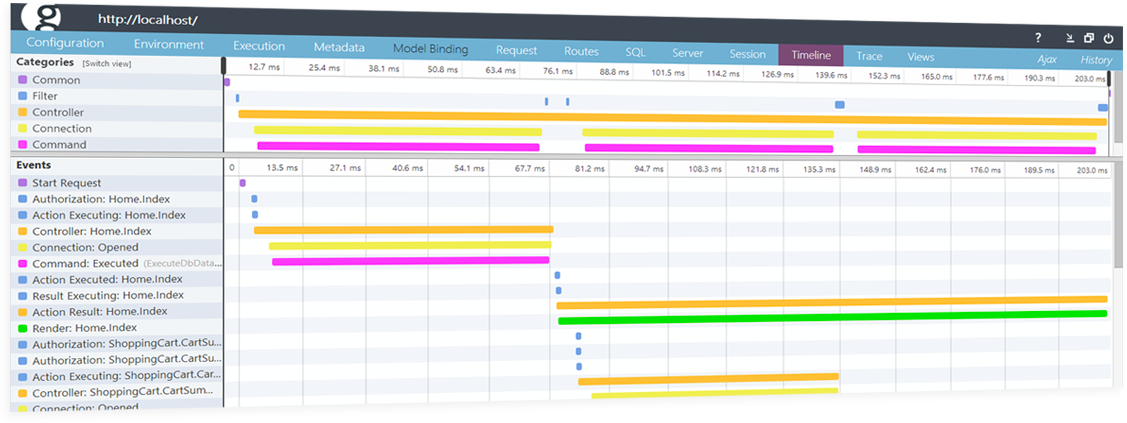 g http://localhost/ ?
Configuration Environment Execution Metadata Model Binding Request Routes SQL Server Session Timeline Trace Views Ajax History
Categories [Switch view] 12.7 ms 25.4 ms 38.1 ms 50.8 ms 63.4 ms 76.1 ms 88.8 ms 101.5 ms 114.2 ms 126.9 ms 139.6 ms 152.3 ms 165.0 ms 177.6 ms 190.3 ms 203.0 ms
Common
Filter
Controller
Connection
Command
Events 0 13.5 ms 27.1 ms 40.6 ms 54.1 ms 67.7 ms 81.2 ms 94.7 ms 108.3 ms 121.8 ms 135.3 ms 148.9 ms 162.4 ms 176.0 ms 189.5 ms 203.0 ms
Start Request
Authorization: Home.Index
Action Executing: Home.Index
Controller: Home.Index
Connection: Opened
Command: Executed (ExecuteDbData...
Action Executed: Home.Index
Result Executing: Home.Index
Action Result: Home.Index
Render: Home.Index
Authorization: ShoppingCart.CartSu...
Authorization: ShoppingCart.CartSu...
Action Executing: ShoppingCart.Car...
Controller: ShoppingCart.CartSum...
Connection: Opened